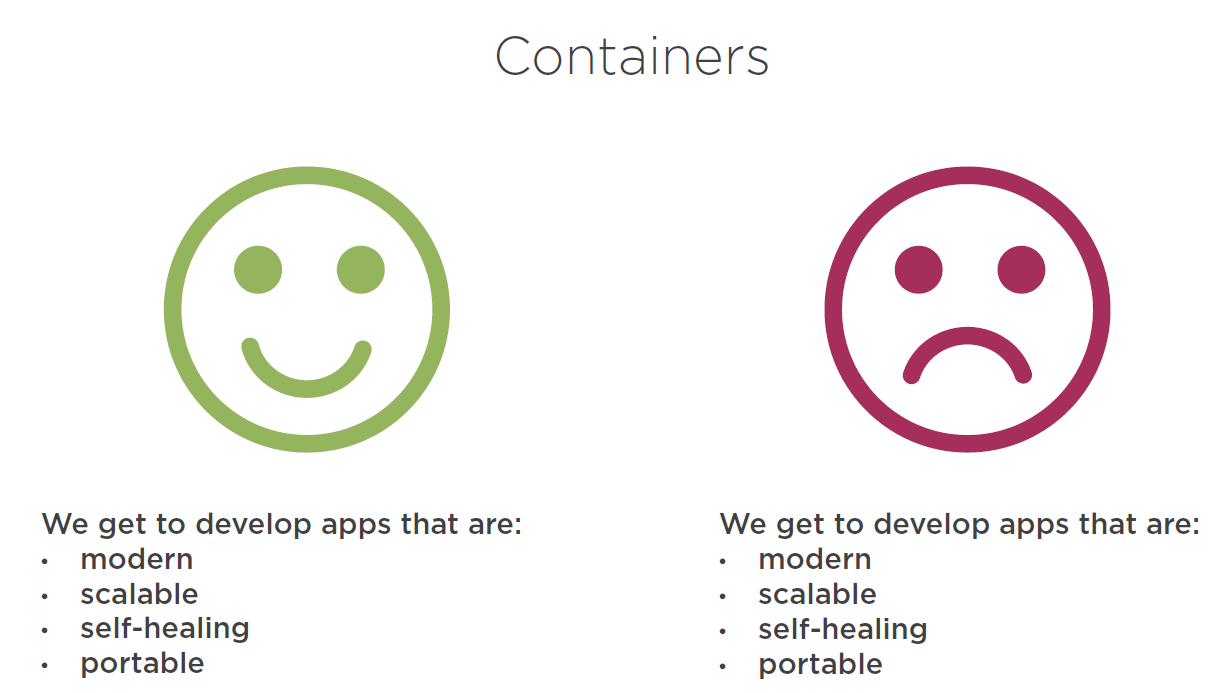 Containers
We get to develop apps that are:
• modern
• scalable
• self-healing
• portable
We get to develop apps that are:
• modern
• scalable
• self-healing
• portable